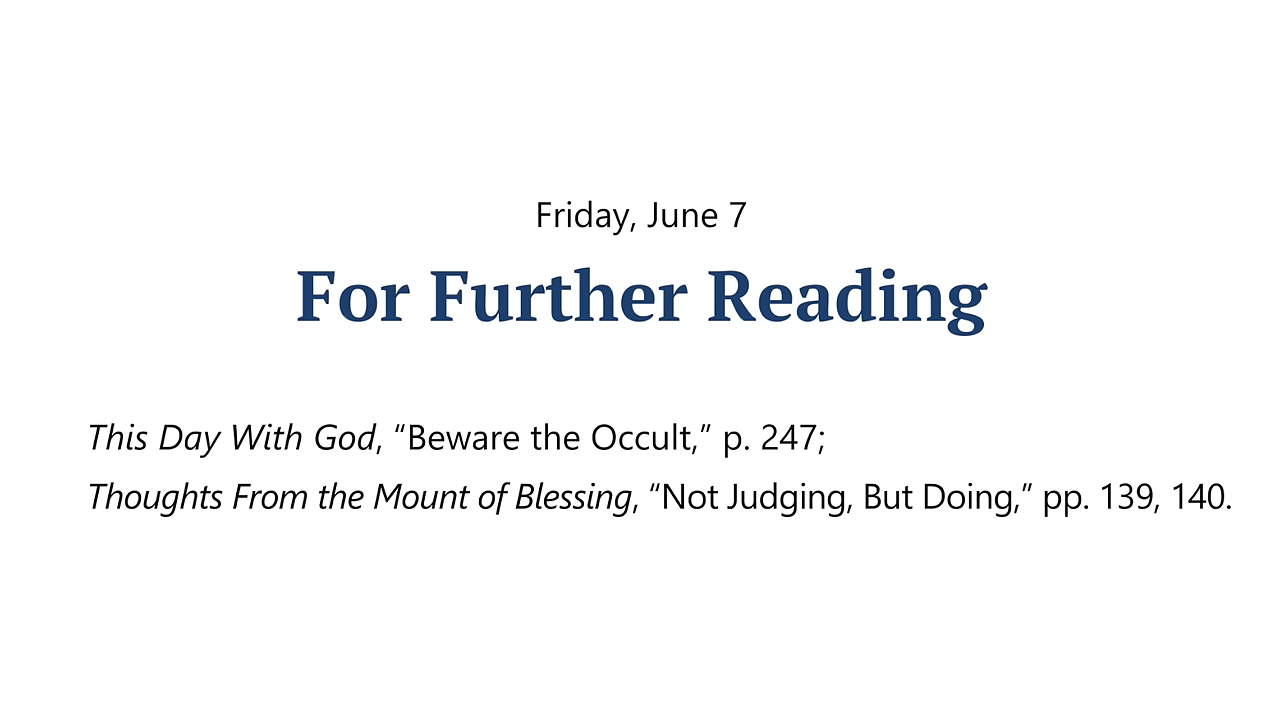 Friday, June 7
For Further Reading
This Day With God, “Beware the Occult,” p. 247;
Thoughts From the Mount of Blessing, “Not Judging, But Doing,” pp. 139, 140.